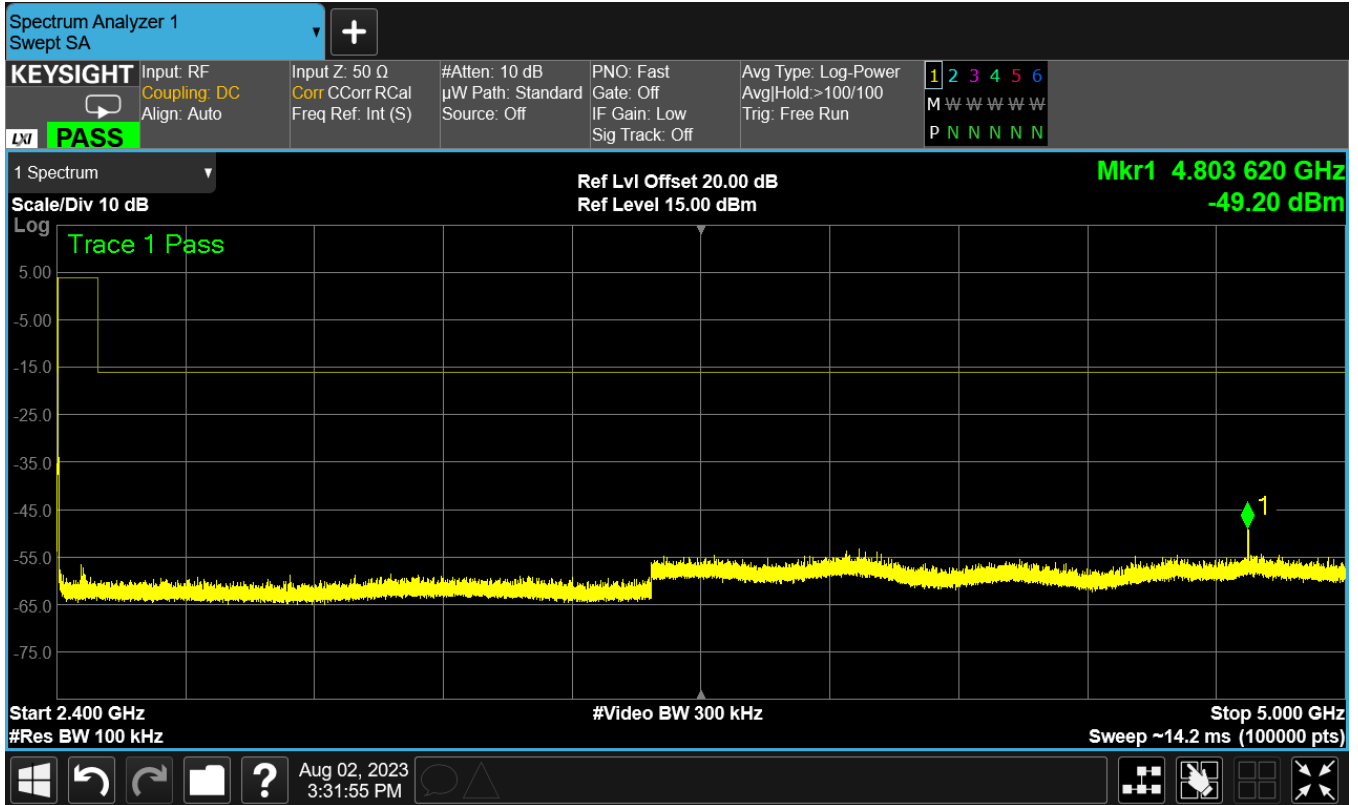 Spectrum Analyzer 1
Swept SA
KEYSIGHT
LXI PASS
Input: RF
Coupling: DC
Align: Auto
Input Z: 50 Ω
Corr CCorr RCal
Freq Ref: Int (S)
#Atten: 10 dB
µW Path: Standard
Source: Off
PNO: Fast
Gate: Off
IF Gain: Low
Sig Track: Off
Avg Type: Log-Power
Avg|Hold:>100/100
Trig: Free Run
1 2 3 4 5 6
M W W W W W W
P N N N N N N
1 Spectrum
Scale/Div 10 dB
Ref Lvl Offset 20.00 dB
Ref Level 15.00 dBm
Mkr1 4.803 620 GHz
-49.20 dBm
Log
Trace 1 Pass
5.00
-5.00
-15.0
-25.0
-35.0
-45.0
-55.0
-65.0
-75.0
1
Start 2.400 GHz
#Res BW 100 kHz
#Video BW 300 kHz
Stop 5.000 GHz
Sweep ~14.2 ms (100000 pts)
?
Aug 02, 2023
3:31:55 PM